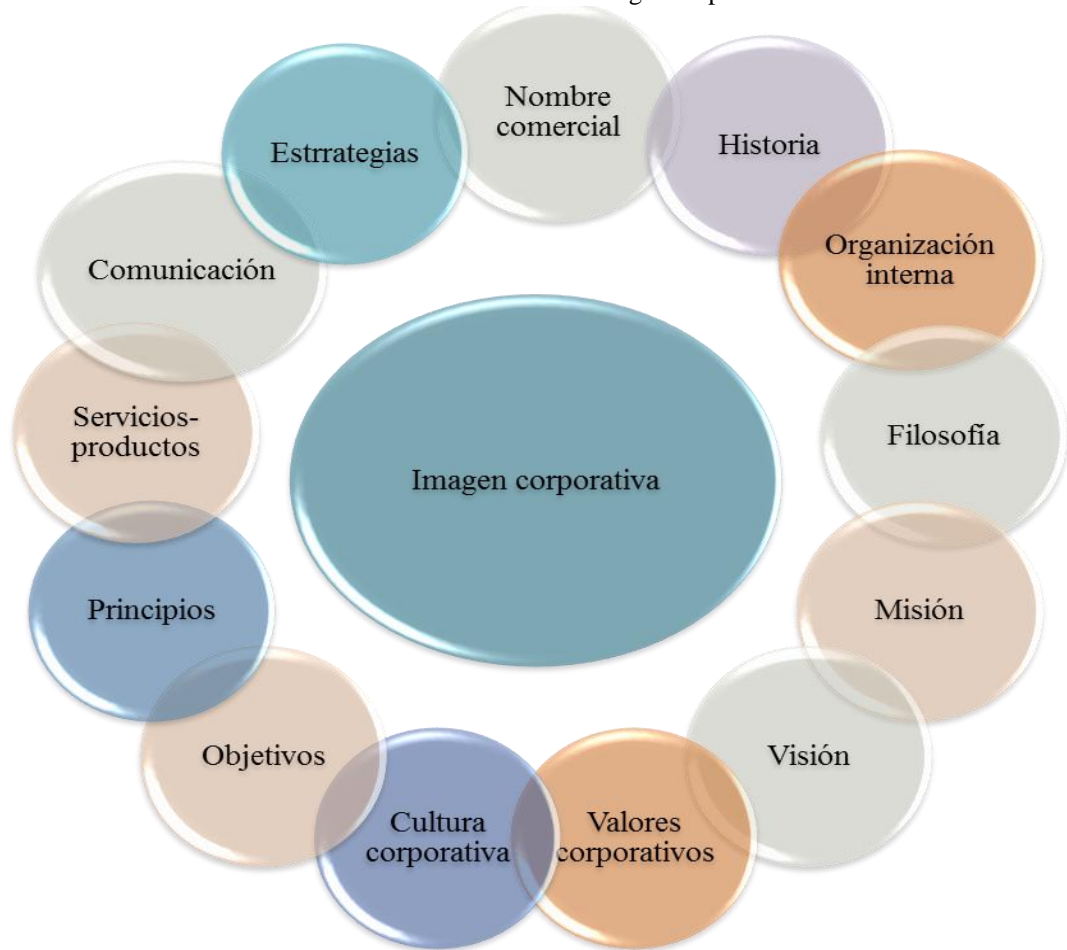 Nombre
comercial
Historia
Organización
interna
Filosofía
Misión
Visión
Valores
corporativos
Cultura
corporativa
Objetivos
Principios
Servicios-
productos
Comunicación
Estrrategias
Imagen corporativa